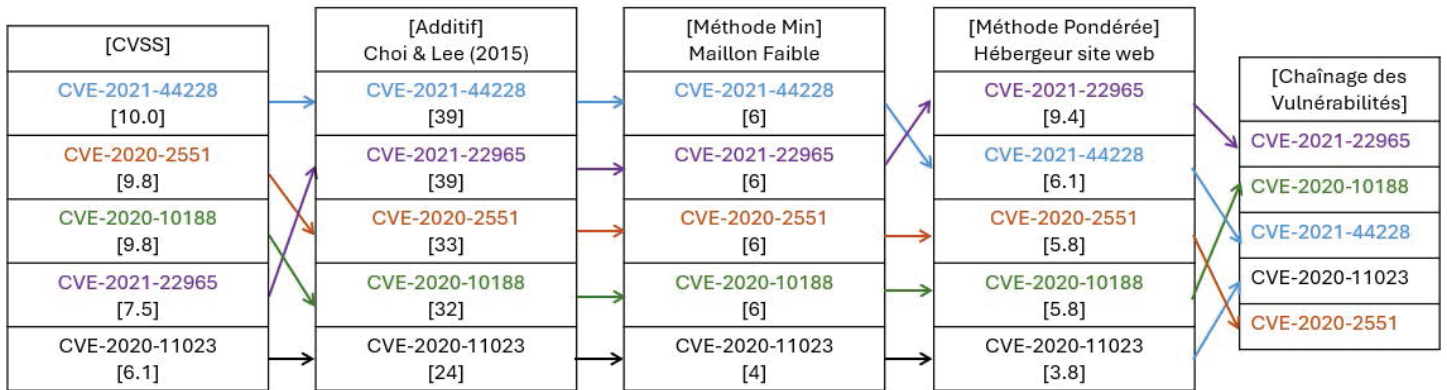 [CVSS]
CVE-2021-44228
[10.0]
CVE-2020-2551
[9.8]
CVE-2020-10188
[9.8]
CVE-2021-22965
[7.5]
CVE-2020-11023
[6.1]
[Additif]
Choi & Lee (2015)
CVE-2021-44228
[39]
CVE-2021-22965
[39]
CVE-2020-2551
[33]
CVE-2020-10188
[32]
CVE-2020-11023
[24]
[Méthode Min]
Maillon Faible
CVE-2021-44228
[6]
CVE-2021-22965
[6]
CVE-2020-2551
[6]
CVE-2020-10188
[6]
CVE-2020-11023
[4]
[Méthode Pondérée]
Hébergeur site web
CVE-2021-22965
[9.4]
CVE-2021-44228
[6.1]
CVE-2020-2551
[5.8]
CVE-2020-10188
[5.8]
CVE-2020-11023
[3.8]
[Chaînage des
Vulnérabilités]
CVE-2021-22965
CVE-2020-10188
CVE-2021-44228
CVE-2020-11023
CVE-2020-2551